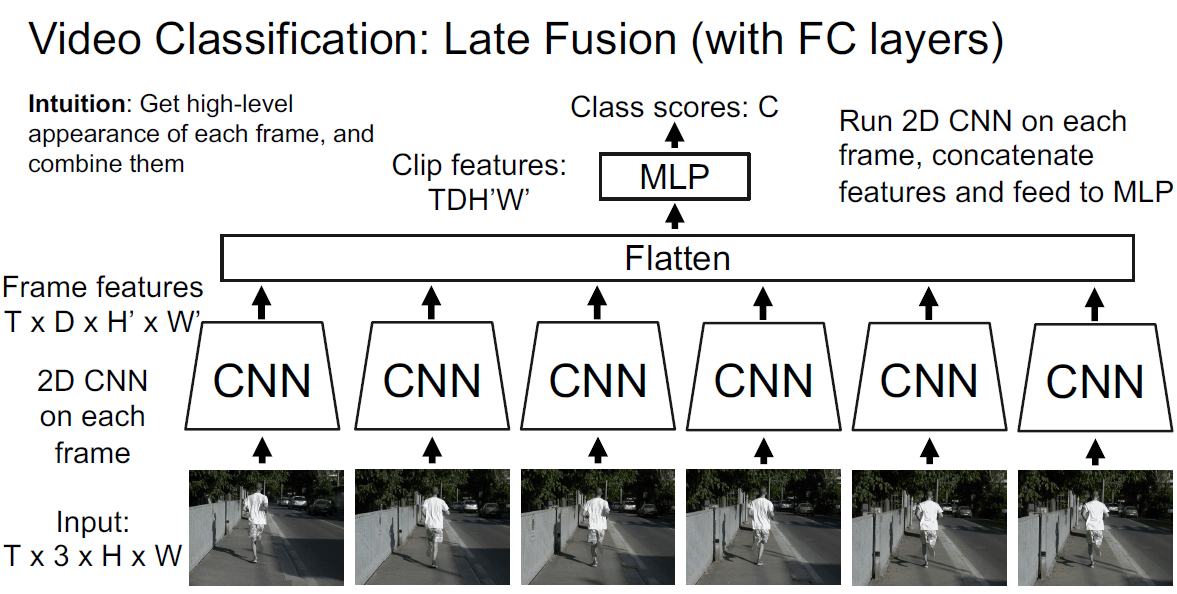 Video Classification: Late Fusion (with FC layers)
Intuition: Get high-level
appearance of each frame, and
combine them
Class scores: C
Run 2D CNN on each
frame, concatenate
features and feed to MLP
Clip features:
TDH’W’
MLP
Flatten
Frame features
T x D x H’ x W’
CNN CNN CNN CNN CNN CNN
2D CNN
on each
frame
Input:
T x 3 x H x W